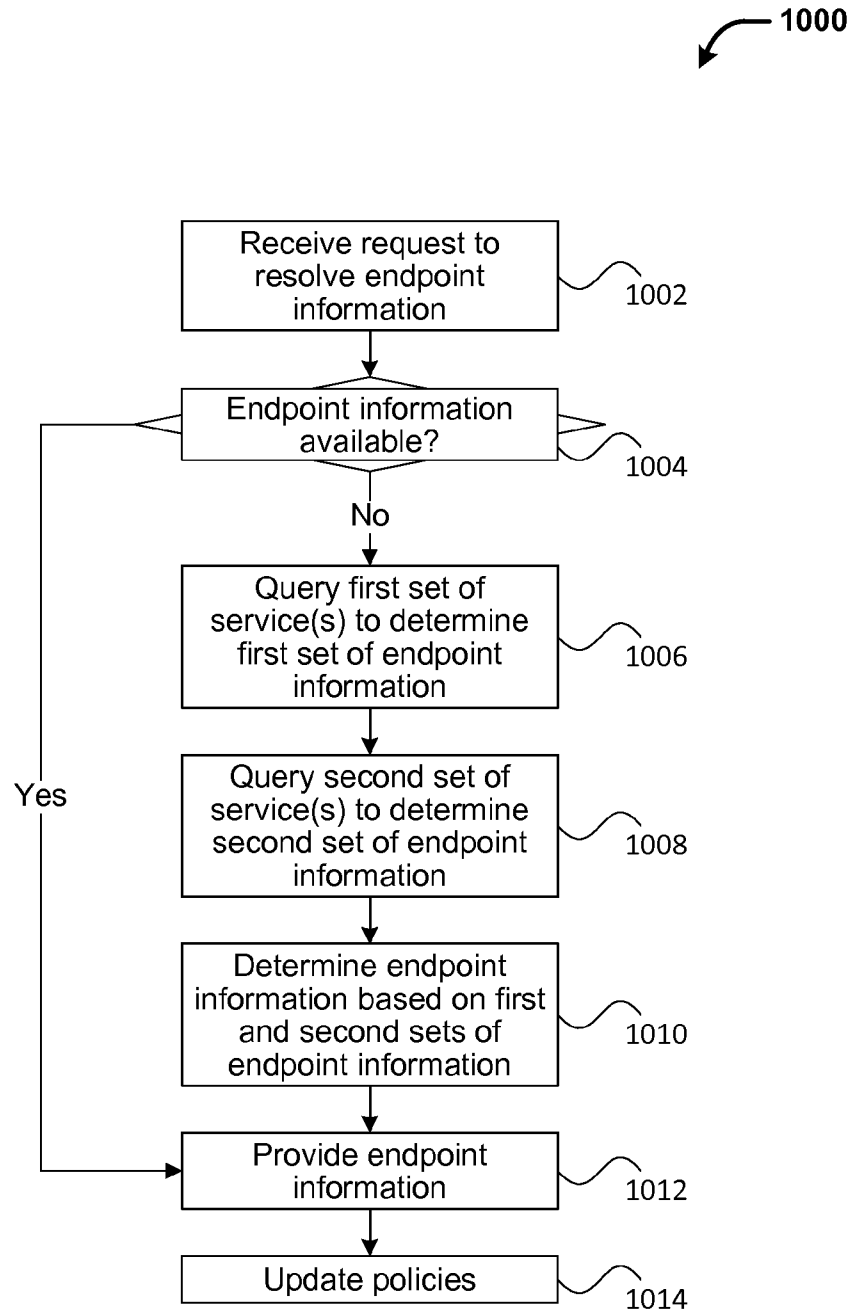 1000
Receive request to
resolve endpoint
information
1002
Endpoint information
available?
1004
No
Query first set of
service(s) to determine
first set of endpoint
information
1006
Yes
Query second set of
service(s) to determine
second set of endpoint
information
1008
Determine endpoint
information based on first
and second sets of
endpoint information
1010
Provide endpoint
information
1012
Update policies
1014